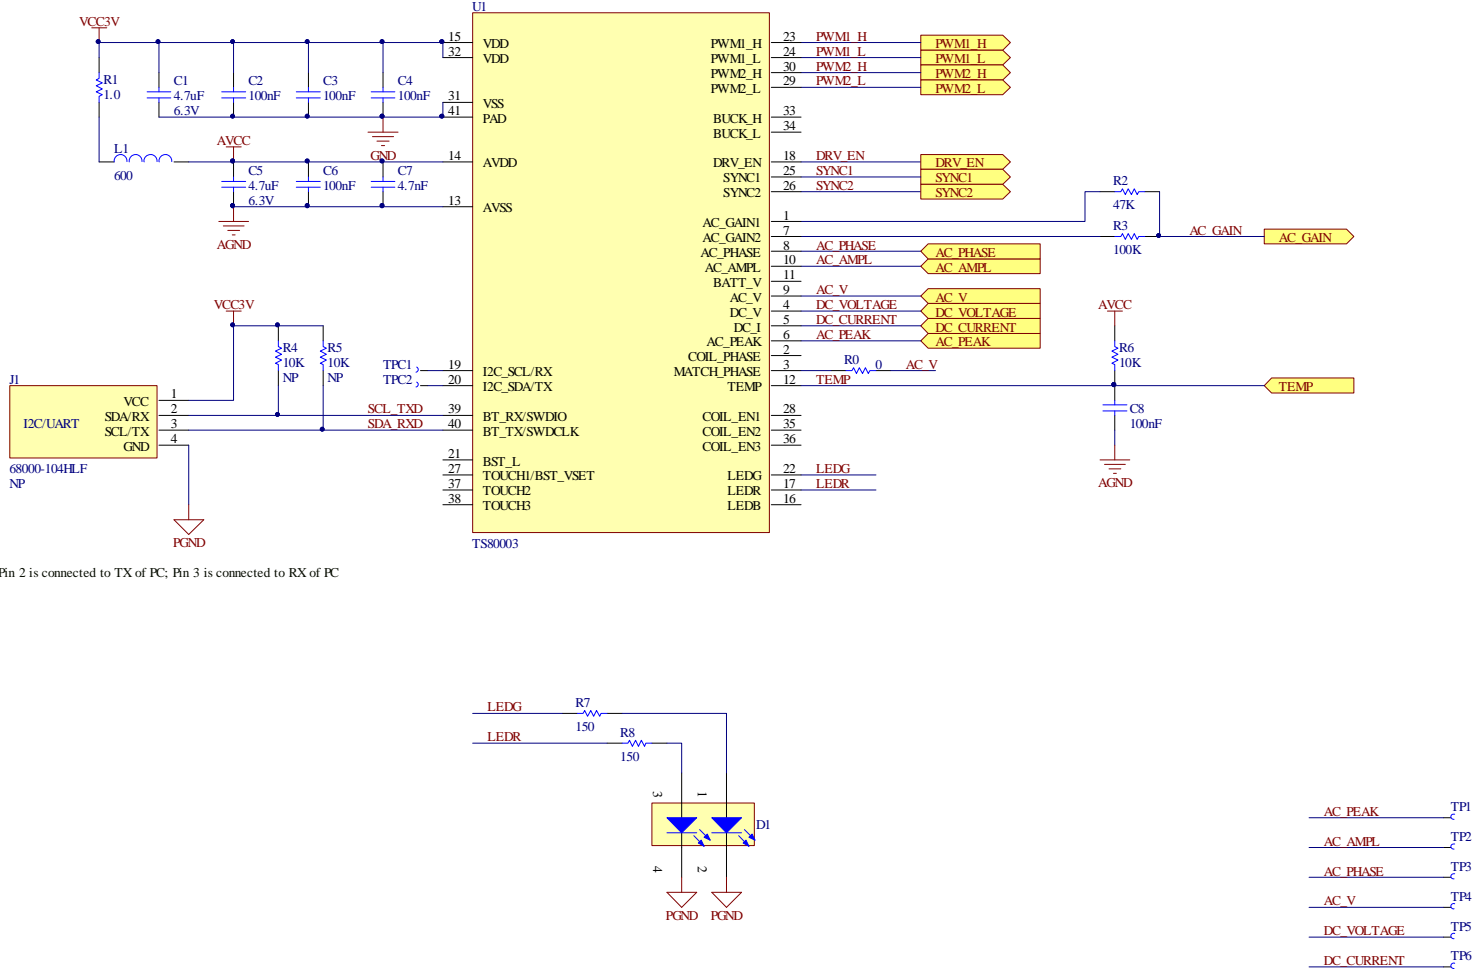 U1
VCC3V
R1
1.0
C1
4.7uF
6.3V
C2
100nF
C3
100nF
C4
100nF
GND
L1
600
AVCC
C5
4.7uF
6.3V
C6
100nF
C7
4.7nF
AGND
15 VDD
32 VDD
31 VSS
41 PAD
14 AVDD
13 AVSS
TPC1 19 I2C_SCL/RX
TPC2 20 I2C_SDA/TX
SCL_TXD 39 BT_RX/SWDIO
SDA_RXD 40 BT_TX/SWDCLK
21 BST_L
27 TOUCH1/BST_VSET
37 TOUCH2
38 TOUCH3
TS80003
PWM1_H 23 PWM1_H PWM1_H
PWM1_L 24 PWM1_L PWM1_L
PWM2_H 30 PWM2_H PWM2_H
PWM2_L 29 PWM2_L PWM2_L
BUCK_H 33
BUCK_L 34
DRV_EN 18 DRV_EN DRV_EN
SYNC1 25 SYNC1 SYNC1
SYNC2 26 SYNC2 SYNC2
AC_GAIN1 1
AC_GAIN2 7
AC_PHASE 8 AC_PHASE AC_PHASE
AC_AMPL 10 AC_AMPL AC_AMPL
BATT_V 11
AC_V 9 AC_V AC_V
DC_V 4 DC_VOLTAGE DC_VOLTAGE
DC_I 5 DC_CURRENT DC_CURRENT
AC_PEAK 6 AC_PEAK AC_PEAK
COIL_PHASE 2
MATCH_PHASE 3 R0 0 AC_V
TEMP 12 TEMP TEMP
COIL_EN1 28
COIL_EN2 35
COIL_EN3 36
LEDG 22 LEDG
LEDR 17 LEDR
LEDB 16
R2
47K
R3
100K
AC_GAIN AC_GAIN
AVCC
R6
10K
C8
100nF
AGND
VCC3V
R4
10K
NP
R5
10K
NP
J1
I2C/UART
VCC 1
SDA/RX 2
SCL/TX 3
GND 4
68000-104HLF
NP
PGND
Pin 2 is connected to TX of PC; Pin 3 is connected to RX of PC
LEDG R7
150
LEDR R8
150
3 1
D1
4 2
PGND PGND
AC_PEAK TP1
AC_AMPL TP2
AC_PHASE TP3
AC_V TP4
DC_VOLTAGE TP5
DC_CURRENT TP6